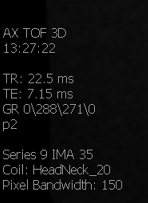 AX TOF 3D
13:27:22
TR: 22.5 ms
TE: 7.15 ms
GR 0\288\271\0
p2
Series 9 IMA 35
Coil: HeadNeck_20
Pixel Bandwidth: 150